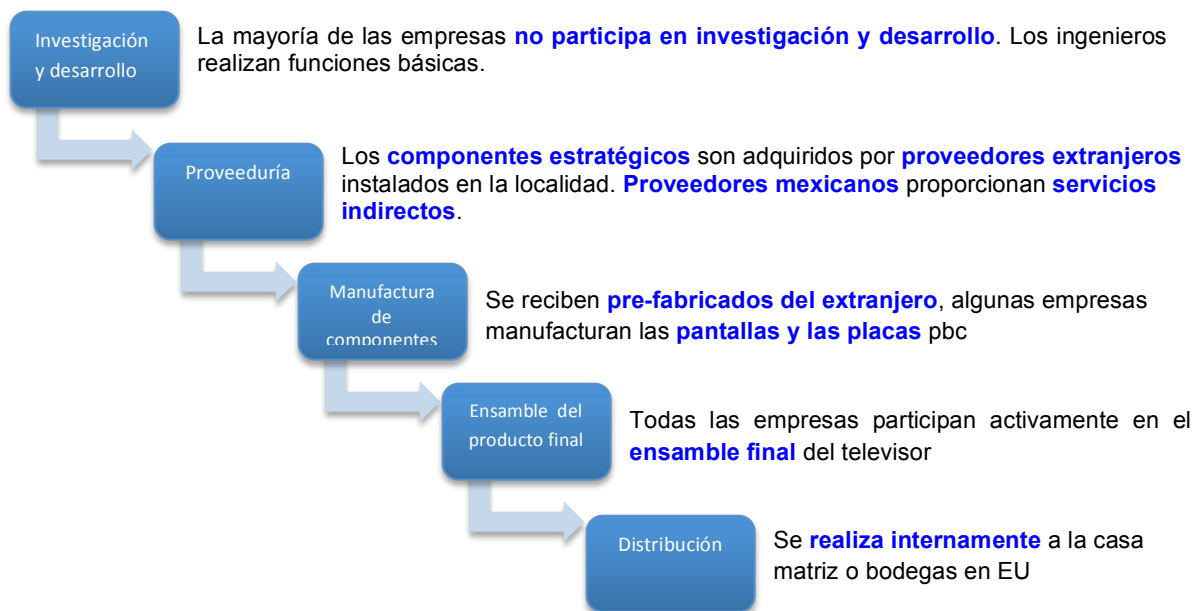 Investigación
y desarrollo
La mayoría de las empresas no participa en investigación y desarrollo. Los ingenieros
realizan funciones básicas.
Proveeduría
Los componentes estratégicos son adquiridos por proveedores extranjeros
instalados en la localidad. Proveedores mexicanos proporcionan servicios
indirectos.
Manufactura
de
componentes
Se reciben pre-fabricados del extranjero, algunas empresas
manufacturan las pantallas y las placas pbc
Ensamble del
producto final
Todas las empresas participan activamente en el
ensamble final del televisor
Distribución
Se realiza internamente a la casa
matriz o bodegas en EU